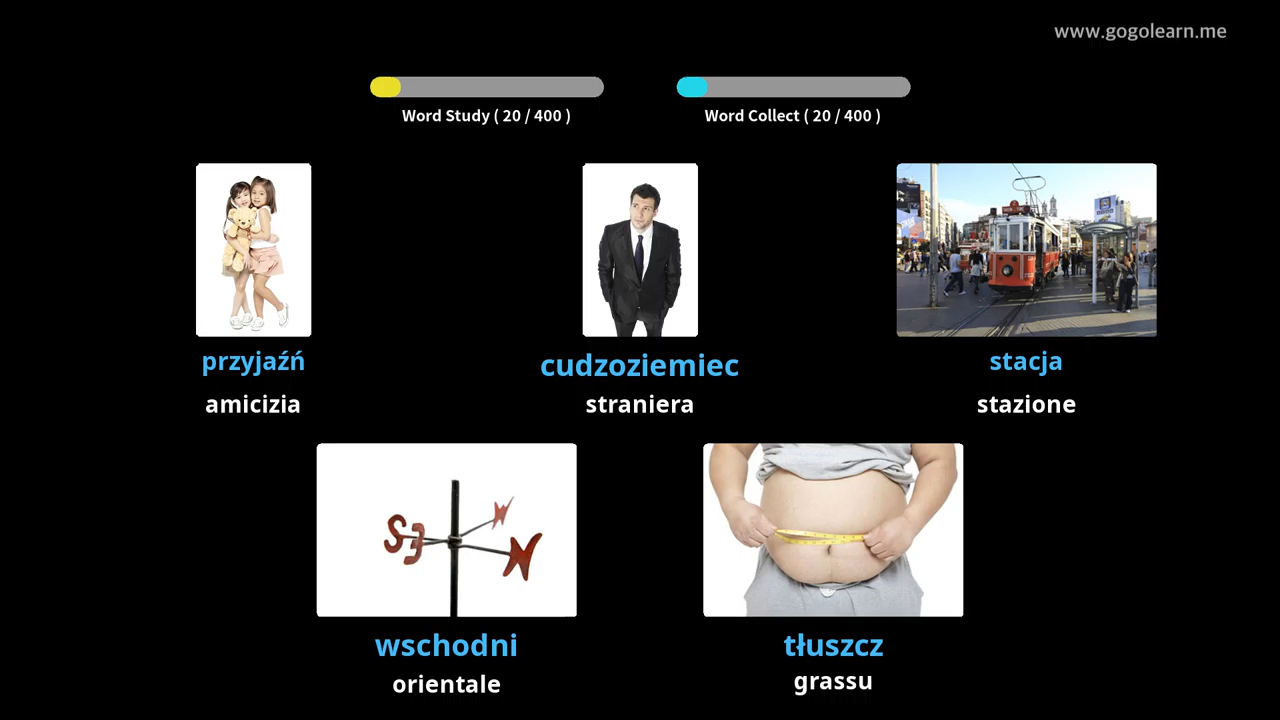 www.gogolearn.me
Word Study ( 20 / 400 )
Word Collect ( 20 / 400 )
przyjaźń
cudzoziemiec
stacja
amicizia
straniera
stazione
S
E
N
wschodni
tłuszcz
orientale
grassu